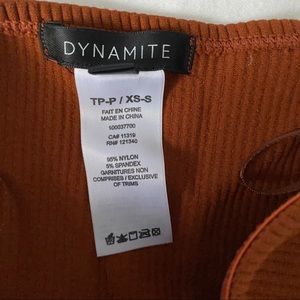 DYNAMITE
TP-P / XS-S
FAIT EN CHINE
MADE IN CHINA
100037700
CA# 11319
RN# 121340
95% NYLON
5% SPANDEX
GARNITURES NON
COMPRISES / EXCLUSIVE
OF TRIMS